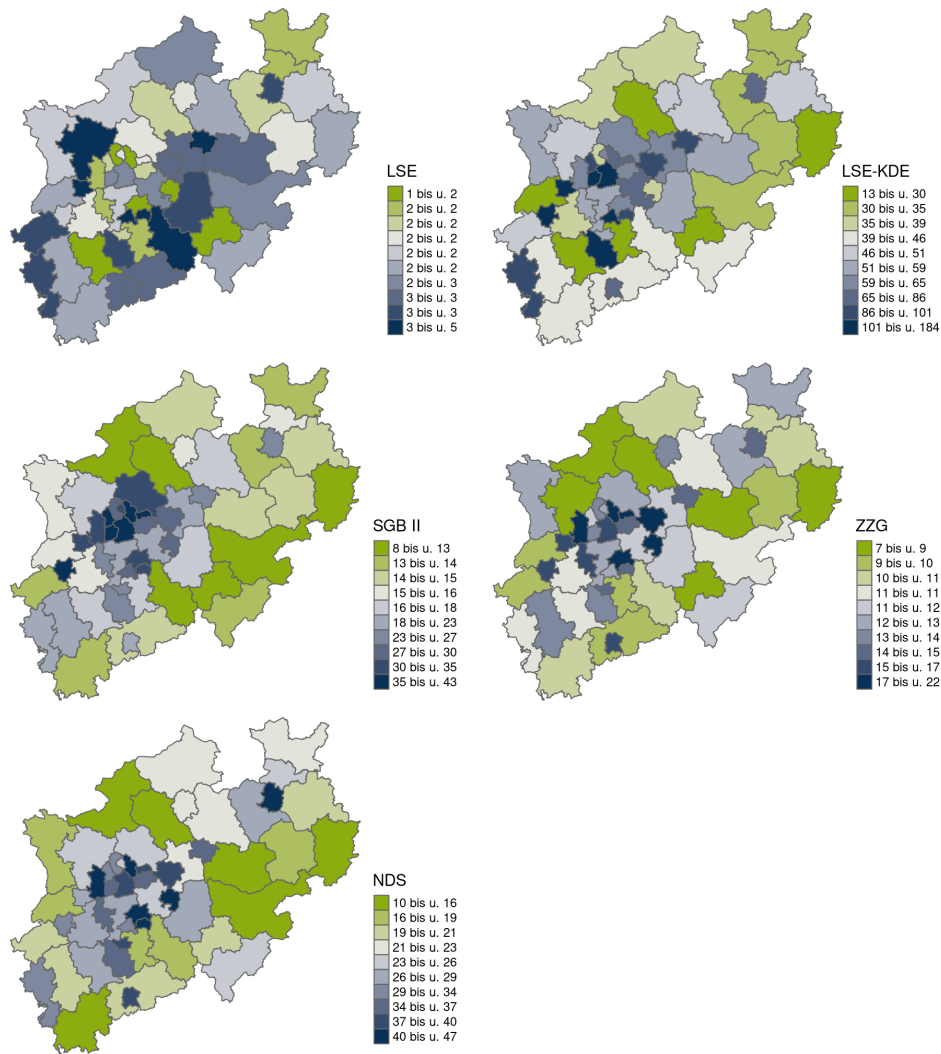 LSE
1 bis u. 2
2 bis u. 2
2 bis u. 2
2 bis u. 2
2 bis u. 2
2 bis u. 2
2 bis u. 3
3 bis u. 3
3 bis u. 3
3 bis u. 5
LSE-KDE
13 bis u. 30
30 bis u. 35
35 bis u. 39
39 bis u. 46
46 bis u. 51
51 bis u. 59
59 bis u. 65
65 bis u. 86
86 bis u. 101
101 bis u. 184
SGB II
8 bis u. 13
13 bis u. 14
14 bis u. 15
15 bis u. 16
16 bis u. 18
18 bis u. 23
23 bis u. 27
27 bis u. 30
30 bis u. 35
35 bis u. 43
ZZG
7 bis u. 9
9 bis u. 10
10 bis u. 11
11 bis u. 11
11 bis u. 12
12 bis u. 13
13 bis u. 14
14 bis u. 15
15 bis u. 17
17 bis u. 22
NDS
10 bis u. 16
16 bis u. 19
19 bis u. 21
21 bis u. 23
23 bis u. 26
26 bis u. 29
29 bis u. 34
34 bis u. 37
37 bis u. 40
40 bis u. 47